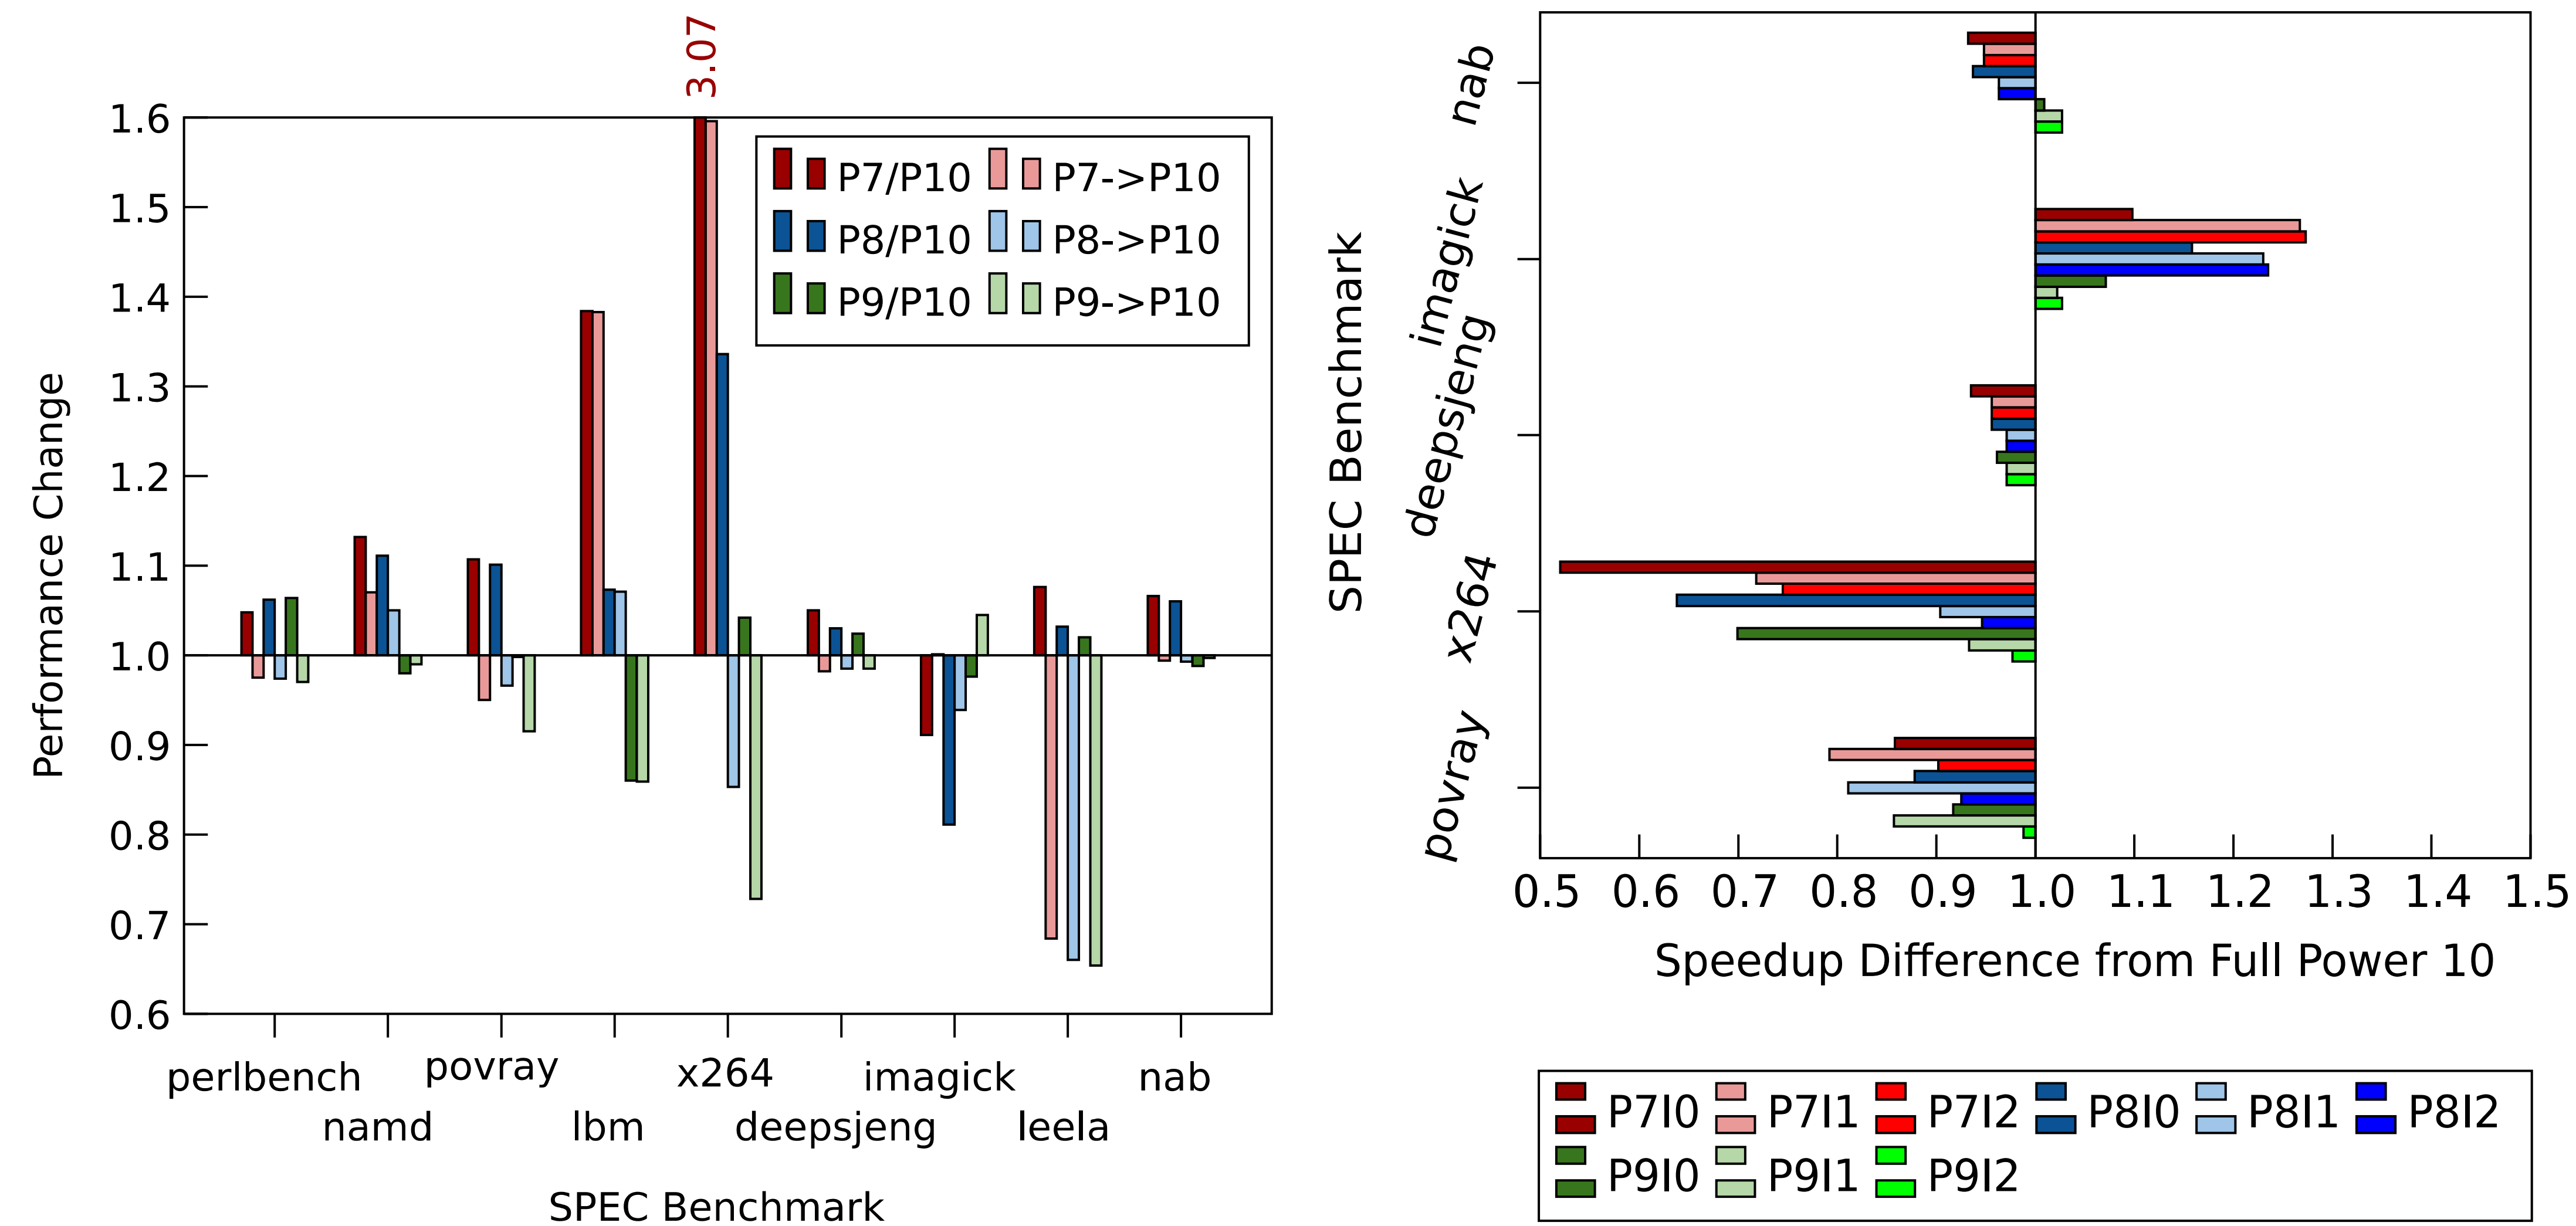 3.07
1.6
1.5
1.4
1.3
1.2
1.1
1.0
0.9
0.8
0.7
0.6
Performance Change
P7/P10 P7->P10
P8/P10 P8->P10
P9/P10 P9->P10
perlbench povray x264 imagick nab
namd lbm deepsjeng leela
SPEC Benchmark
SPEC Benchmark
nab
imagick
deepsjeng
x264
povray
0.5 0.6 0.7 0.8 0.9 1.0 1.1 1.2 1.3 1.4 1.5
Speedup Difference from Full Power 10
P7I0 P7I1 P7I2 P8I0 P8I1 P8I2
P9I0 P9I1 P9I2